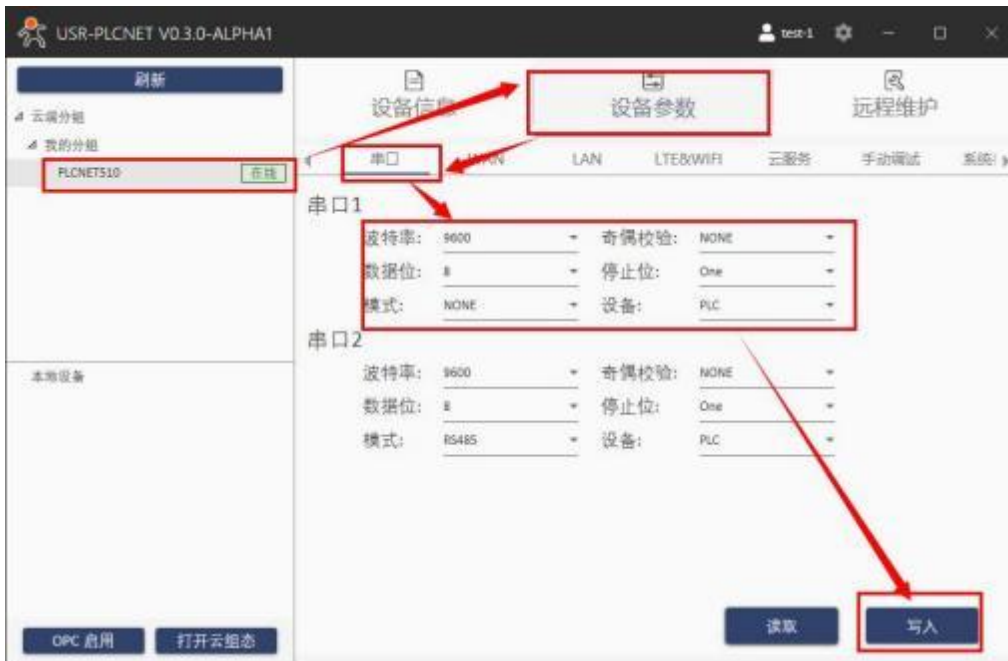 USR-PLCNET V0.3.0-ALPHA1
test-1
刷新
云端分组
我的分组
PLCNET510
在线
本地设备
OPC 启用
打开云组态
设备信息
设备参数
远程维护
串口
WAN
LAN
LTE&WIFI
云服务
手动调试
系统
串口1
波特率: 9600 奇偶校验: NONE
数据位: 8 停止位: One
模式: NONE 设备: PLC
串口2
波特率: 9600 奇偶校验: NONE
数据位: 8 停止位: One
模式: RS485 设备: PLC
读取
写入